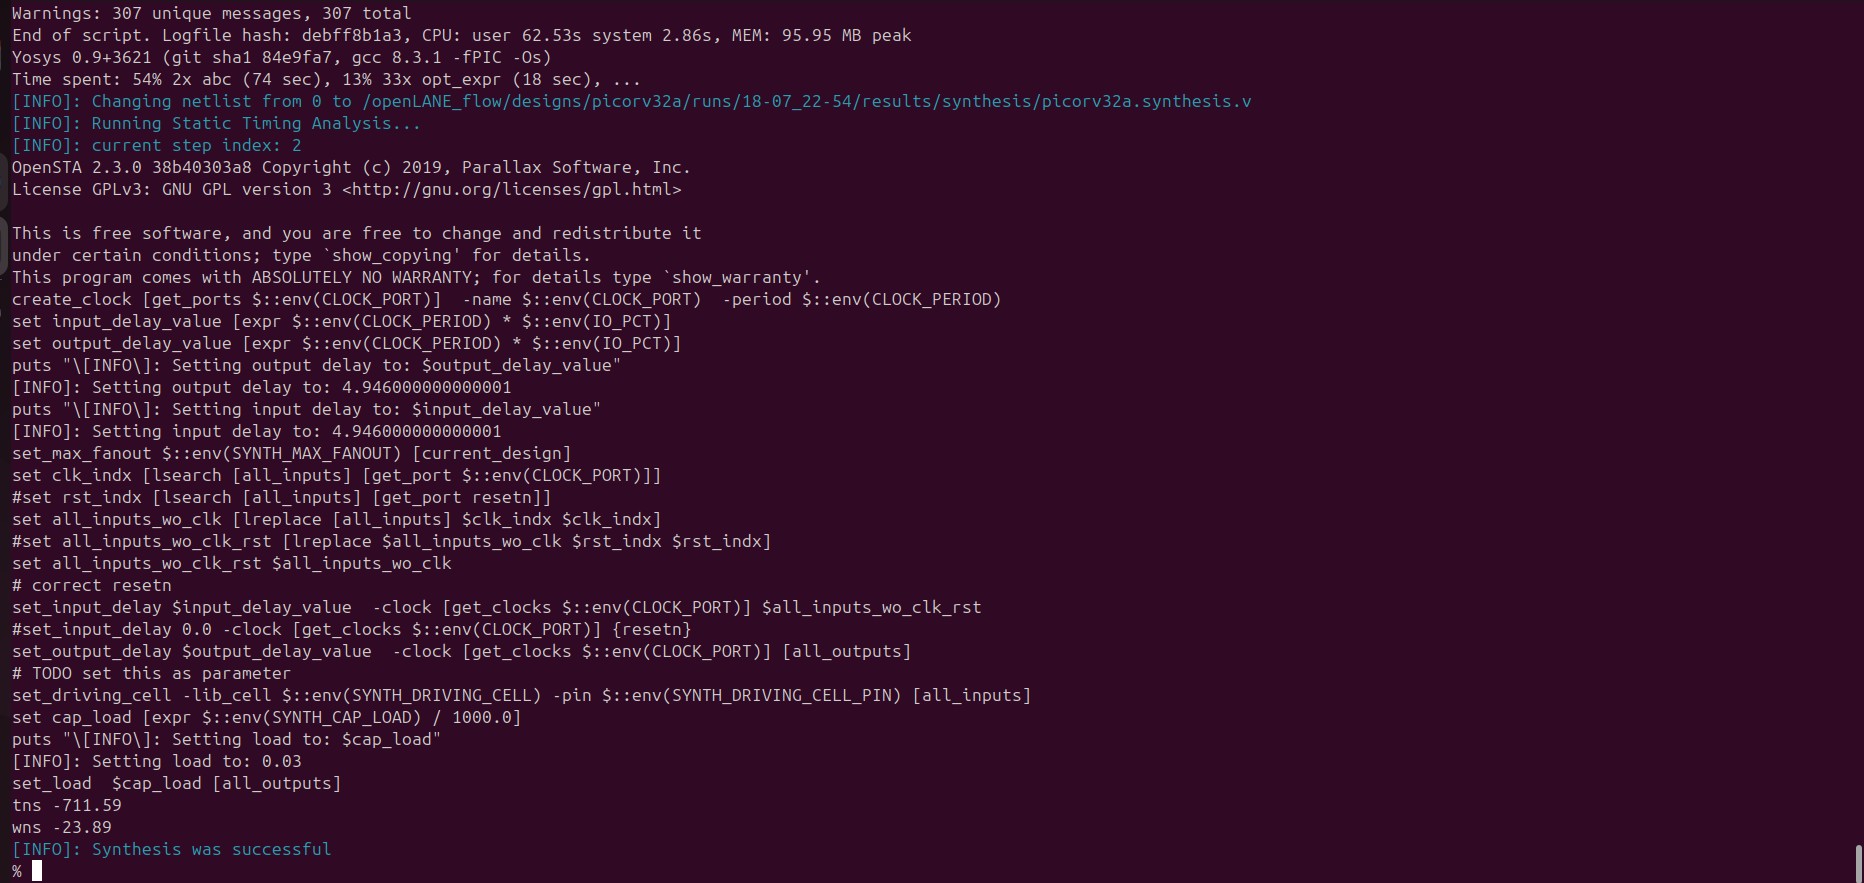 Warnings: 307 unique messages, 307 total
End of script. Logfile hash: debff8b1a3, CPU: user 62.53s system 2.86s, MEM: 95.95 MB peak
Yosys 0.9+3621 (git sha1 84e9fa7, gcc 8.3.1 -fPIC -Os)
Time spent: 54% 2x abc (74 sec), 13% 33x opt_expr (18 sec), ...
[INFO]: Changing netlist from 0 to /openLANE_flow/designs/picorv32a/runs/18-07_22-54/results/synthesis/picorv32a.synthesis.v
[INFO]: Running Static Timing Analysis...
[INFO]: current step index: 2
OpenSTA 2.3.0 38b40303a8 Copyright (c) 2019, Parallax Software, Inc.
License GPLv3: GNU GPL version 3 <http://gnu.org/licenses/gpl.html>

This is free software, and you are free to change and redistribute it
under certain conditions; type `show_copying' for details.
This program comes with ABSOLUTELY NO WARRANTY; for details type `show_warranty'.
create_clock [get_ports $::env(CLOCK_PORT)]  -name $::env(CLOCK_PORT)  -period $::env(CLOCK_PERIOD)
set input_delay_value [expr $::env(CLOCK_PERIOD) * $::env(IO_PCT)]
set output_delay_value [expr $::env(CLOCK_PERIOD) * $::env(IO_PCT)]
puts "\[INFO\]: Setting output delay to: $output_delay_value"
[INFO]: Setting output delay to: 4.946000000000001
puts "\[INFO\]: Setting input delay to: $input_delay_value"
[INFO]: Setting input delay to: 4.946000000000001
set_max_fanout $::env(SYNTH_MAX_FANOUT) [current_design]
set clk_indx [lsearch [all_inputs] [get_port $::env(CLOCK_PORT)]]
#set rst_indx [lsearch [all_inputs] [get_port resetn]]
set all_inputs_wo_clk [lreplace [all_inputs] $clk_indx $clk_indx]
#set all_inputs_wo_clk_rst [lreplace $all_inputs_wo_clk $rst_indx $rst_indx]
set all_inputs_wo_clk_rst $all_inputs_wo_clk
# correct resetn
set_input_delay $input_delay_value  -clock [get_clocks $::env(CLOCK_PORT)] $all_inputs_wo_clk_rst
#set_input_delay 0.0 -clock [get_clocks $::env(CLOCK_PORT)] {resetn}
set_output_delay $output_delay_value  -clock [get_clocks $::env(CLOCK_PORT)] [all_outputs]
# TODO set this as parameter
set_driving_cell -lib_cell $::env(SYNTH_DRIVING_CELL) -pin $::env(SYNTH_DRIVING_CELL_PIN) [all_inputs]
set cap_load [expr $::env(SYNTH_CAP_LOAD) / 1000.0]
puts "\[INFO\]: Setting load to: $cap_load"
[INFO]: Setting load to: 0.03
set_load  $cap_load [all_outputs]
tns -711.59
wns -23.89
[INFO]: Synthesis was successful
%